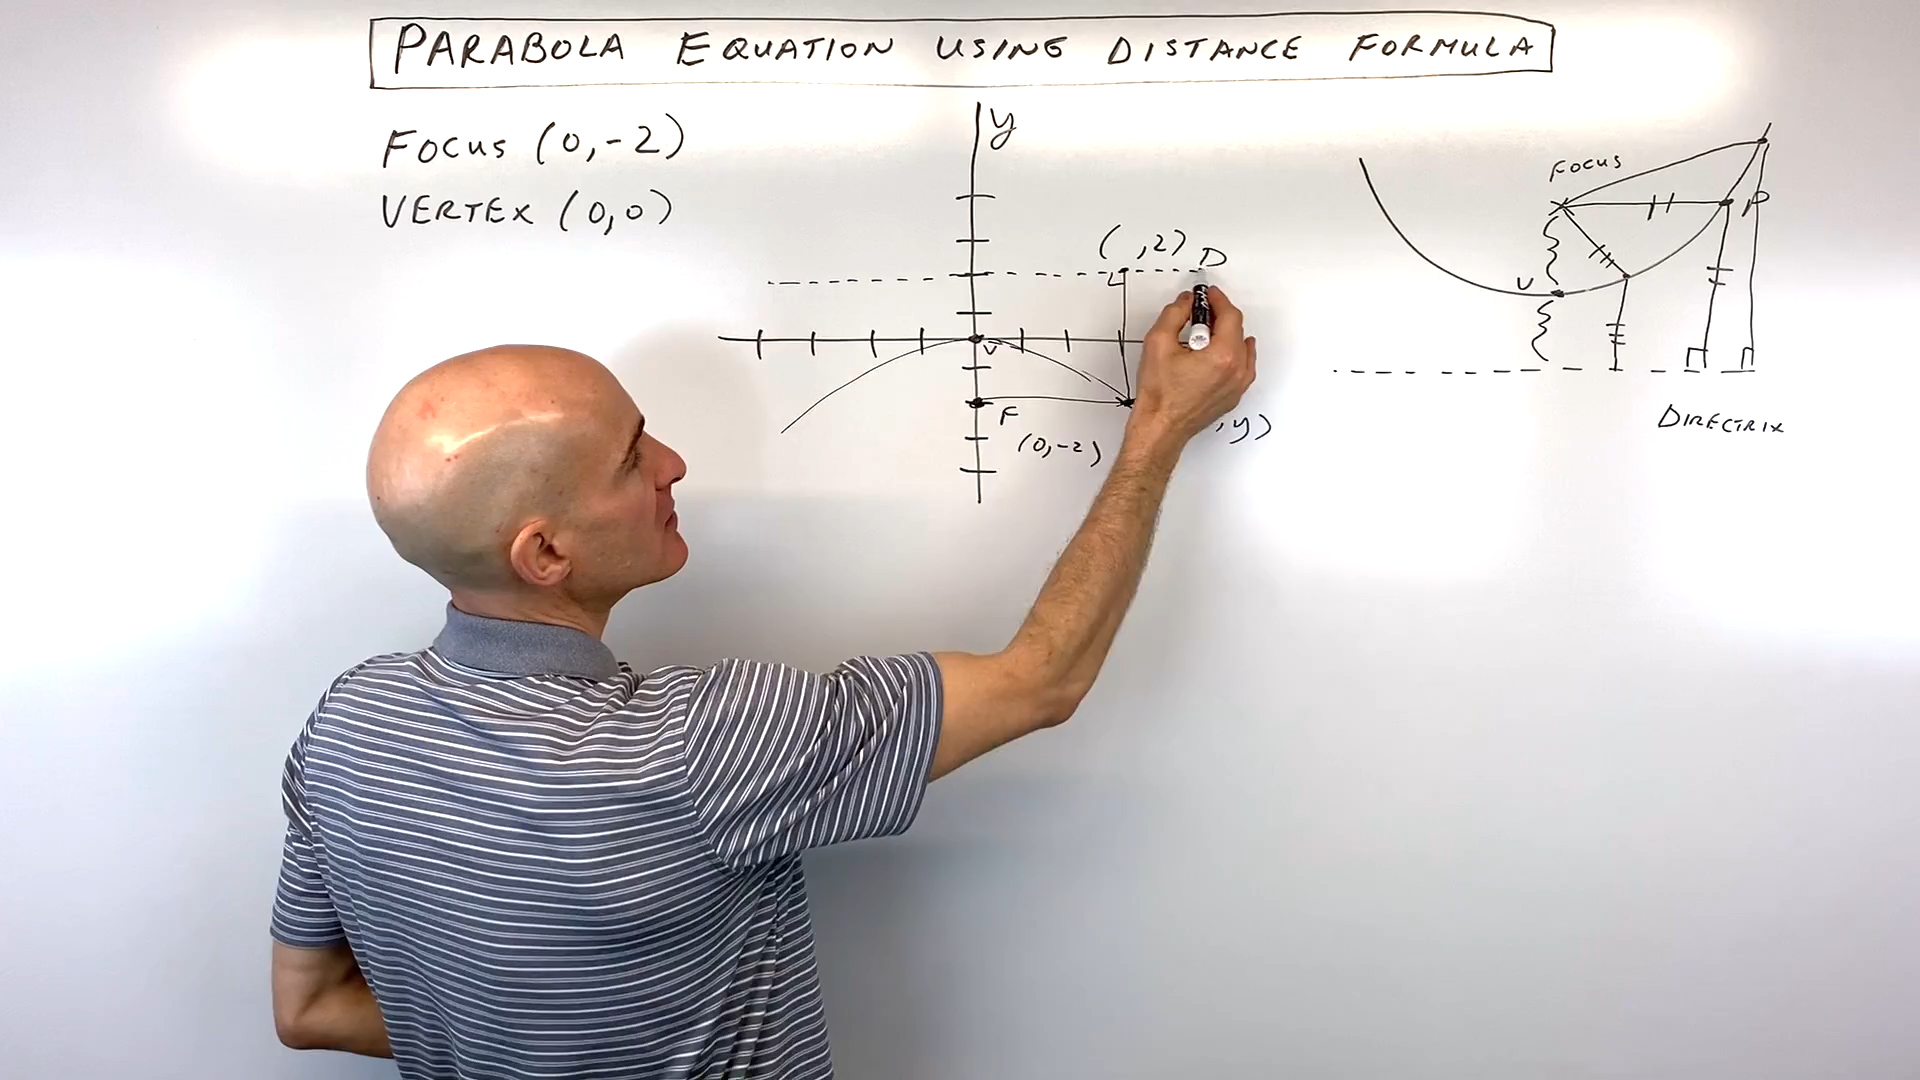 PARABOLA EQUATION USING DISTANCE FORMULA
FOCUS (0,-2)
VERTEX (0,0)
y
( ,2) D
V
F
(0,-2)
,y)
FOCUS
P
V
DIRECTRIX